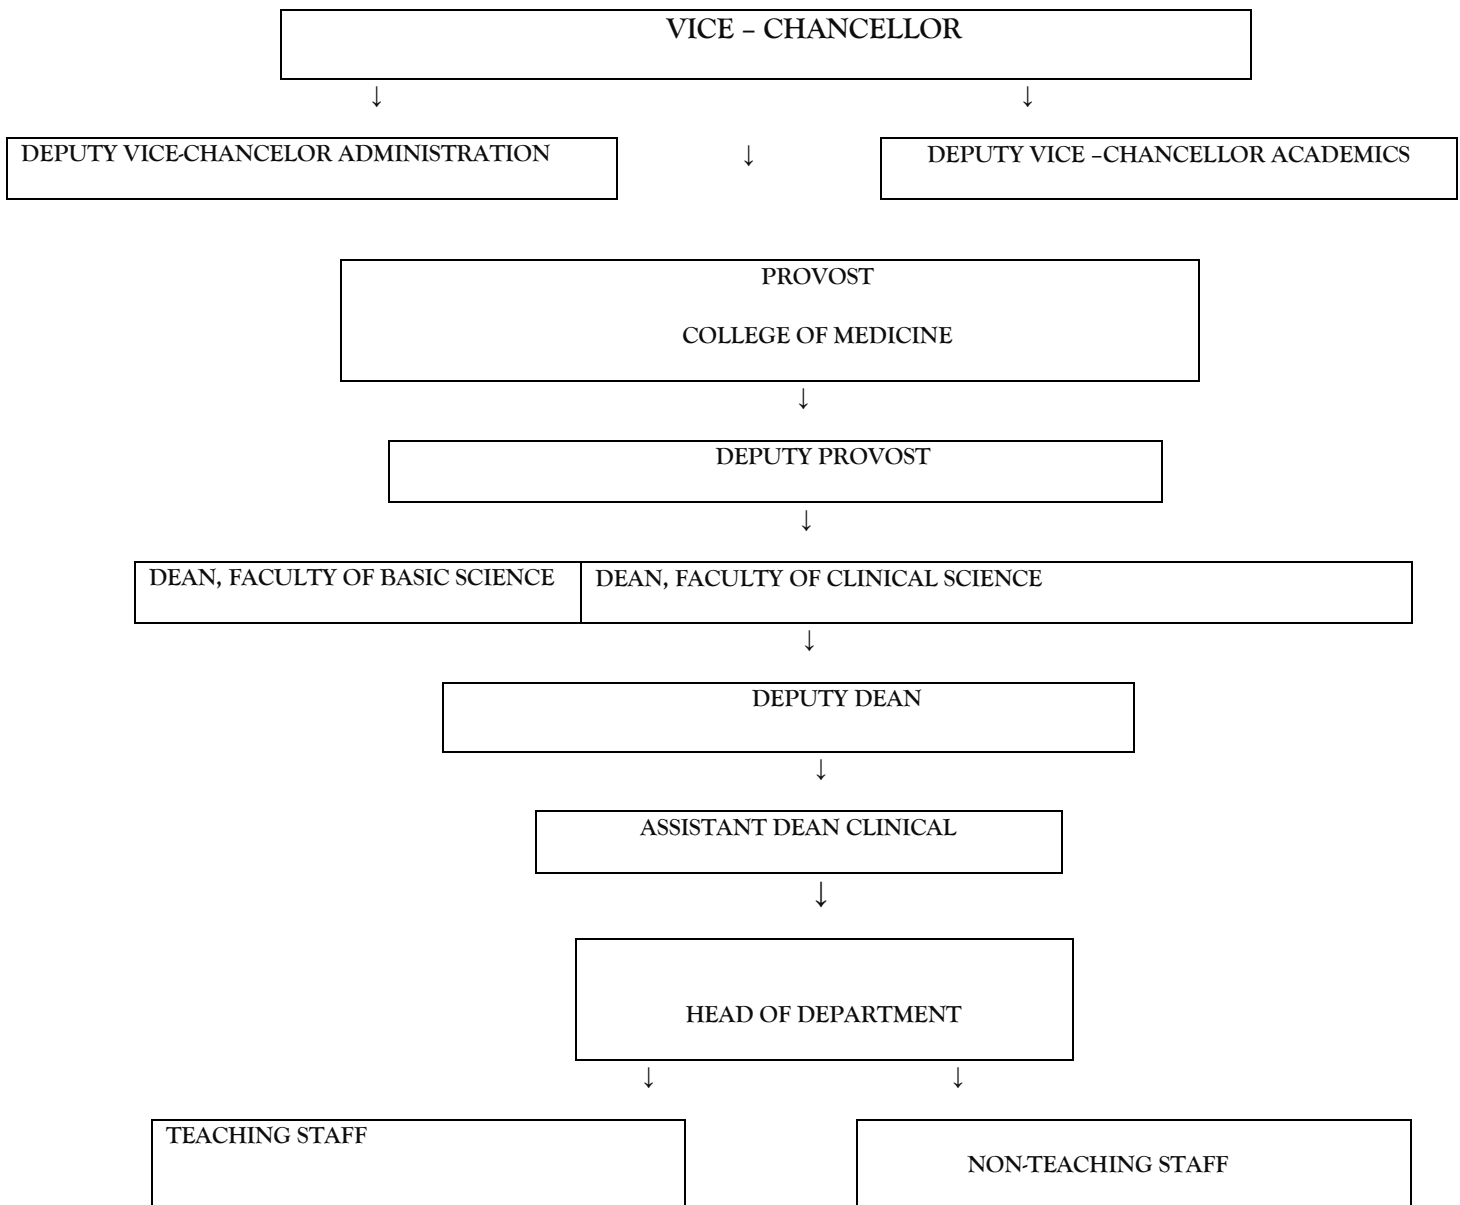 VICE – CHANCELLOR
↓ ↓
DEPUTY VICE-CHANCELOR ADMINISTRATION ↓ DEPUTY VICE –CHANCELLOR ACADEMICS
PROVOST
COLLEGE OF MEDICINE
↓
DEPUTY PROVOST
↓
DEAN, FACULTY OF BASIC SCIENCE DEAN, FACULTY OF CLINICAL SCIENCE
↓
DEPUTY DEAN
↓
ASSISTANT DEAN CLINICAL
↓
HEAD OF DEPARTMENT
↓ ↓
TEACHING STAFF
NON-TEACHING STAFF